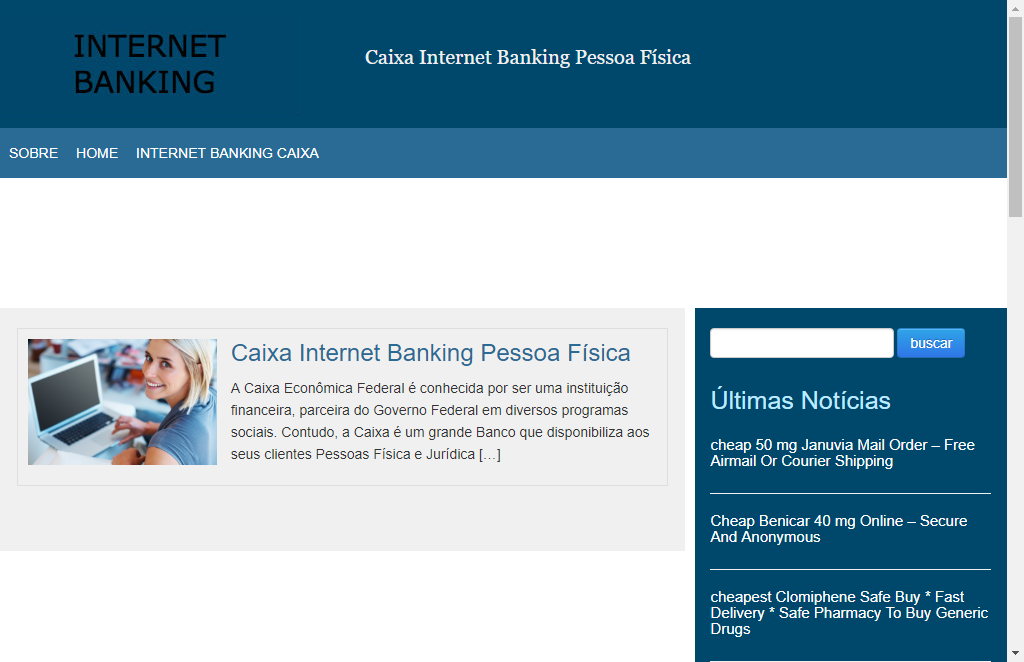 INTERNET
BANKING
Caixa Internet Banking Pessoa Física
SOBRE HOME INTERNET BANKING CAIXA
Caixa Internet Banking Pessoa Física
A Caixa Econômica Federal é conhecida por ser uma instituição
financeira, parceira do Governo Federal em diversos programas
sociais. Contudo, a Caixa é um grande Banco que disponibiliza aos
seus clientes Pessoas Física e Jurídica […]
buscar
Últimas Notícias
cheap 50 mg Januvia Mail Order – Free
Airmail Or Courier Shipping
Cheap Benicar 40 mg Online – Secure
And Anonymous
cheapest Clomiphene Safe Buy * Fast
Delivery * Safe Pharmacy To Buy Generic
Drugs